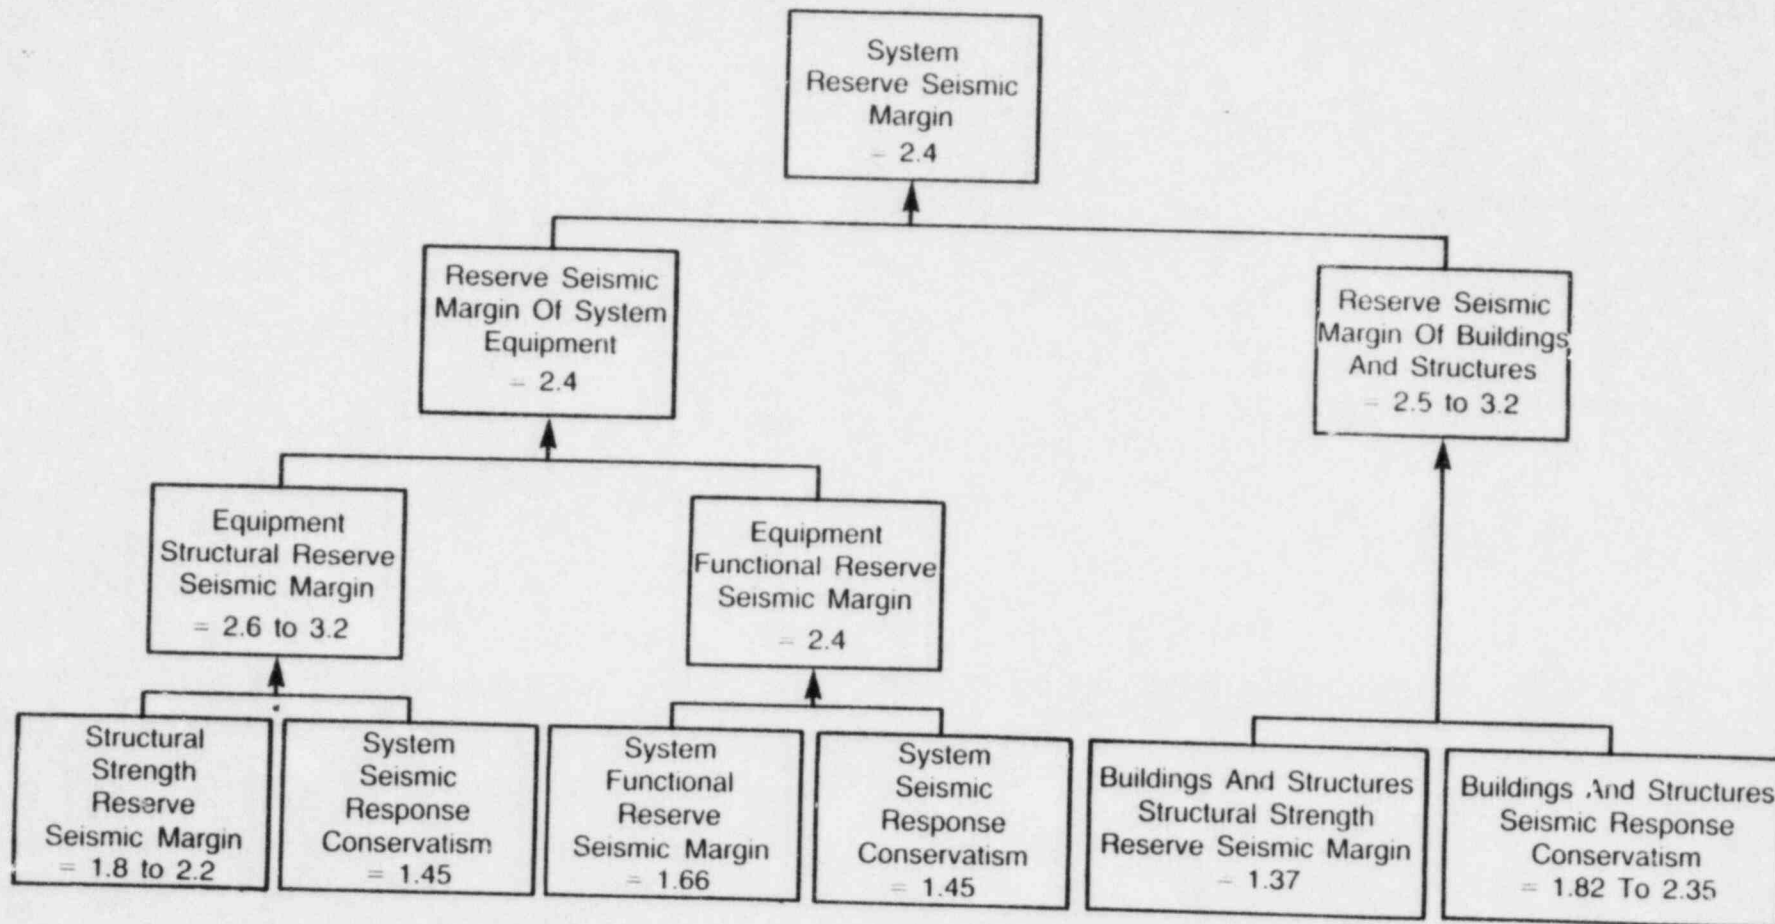 System
Reserve Seismic
Margin
= 2.4
Reserve Seismic
Margin Of System
Equipment
= 2.4
Reserve Seismic
Margin Of Buildings
And Structures
= 2.5 to 3.2
Equipment
Structural Reserve
Seismic Margin
= 2.6 to 3.2
Equipment
Functional Reserve
Seismic Margin
= 2.4
Structural
Strength
Reserve
Seismic Margin
= 1.8 to 2.2
System
Seismic
Response
Conservatism
= 1.45
System
Functional
Reserve
Seismic Margin
= 1.66
System
Seismic
Response
Conservatism
= 1.45
Buildings And Structures
Structural Strength
Reserve Seismic Margin
= 1.37
Buildings And Structures
Seismic Response
Conservatism
= 1.82 To 2.35